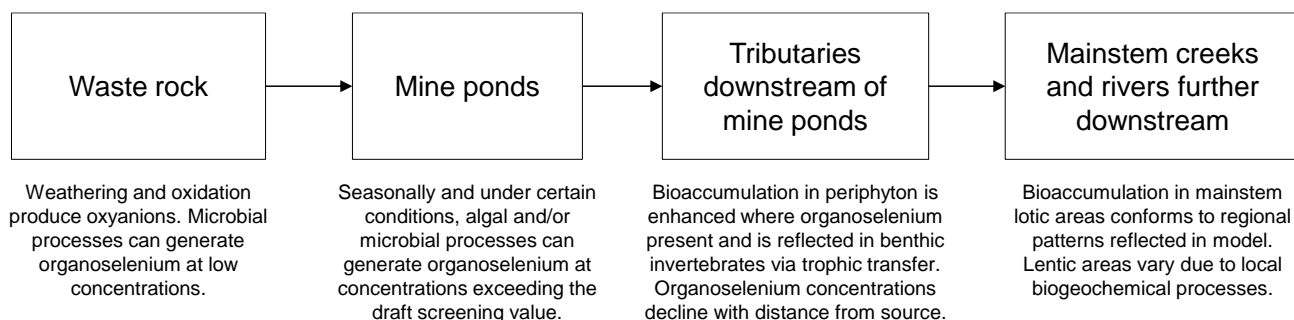 Waste rock
Mine ponds
Tributaries
downstream of
mine ponds
Mainstem creeks
and rivers further
downstream
Weathering and oxidation
produce oxyanions. Microbial
processes can generate
organoselenium at low
concentrations.
Seasonally and under certain
conditions, algal and/or
microbial processes can
generate organoselenium at
concentrations exceeding the
draft screening value.
Bioaccumulation in periphyton is
enhanced where organoselenium
present and is reflected in benthic
invertebrates via trophic transfer.
Organoselenium concentrations
decline with distance from source.
Bioaccumulation in mainstem
lotic areas conforms to regional
patterns reflected in model.
Lentic areas vary due to local
biogeochemical processes.